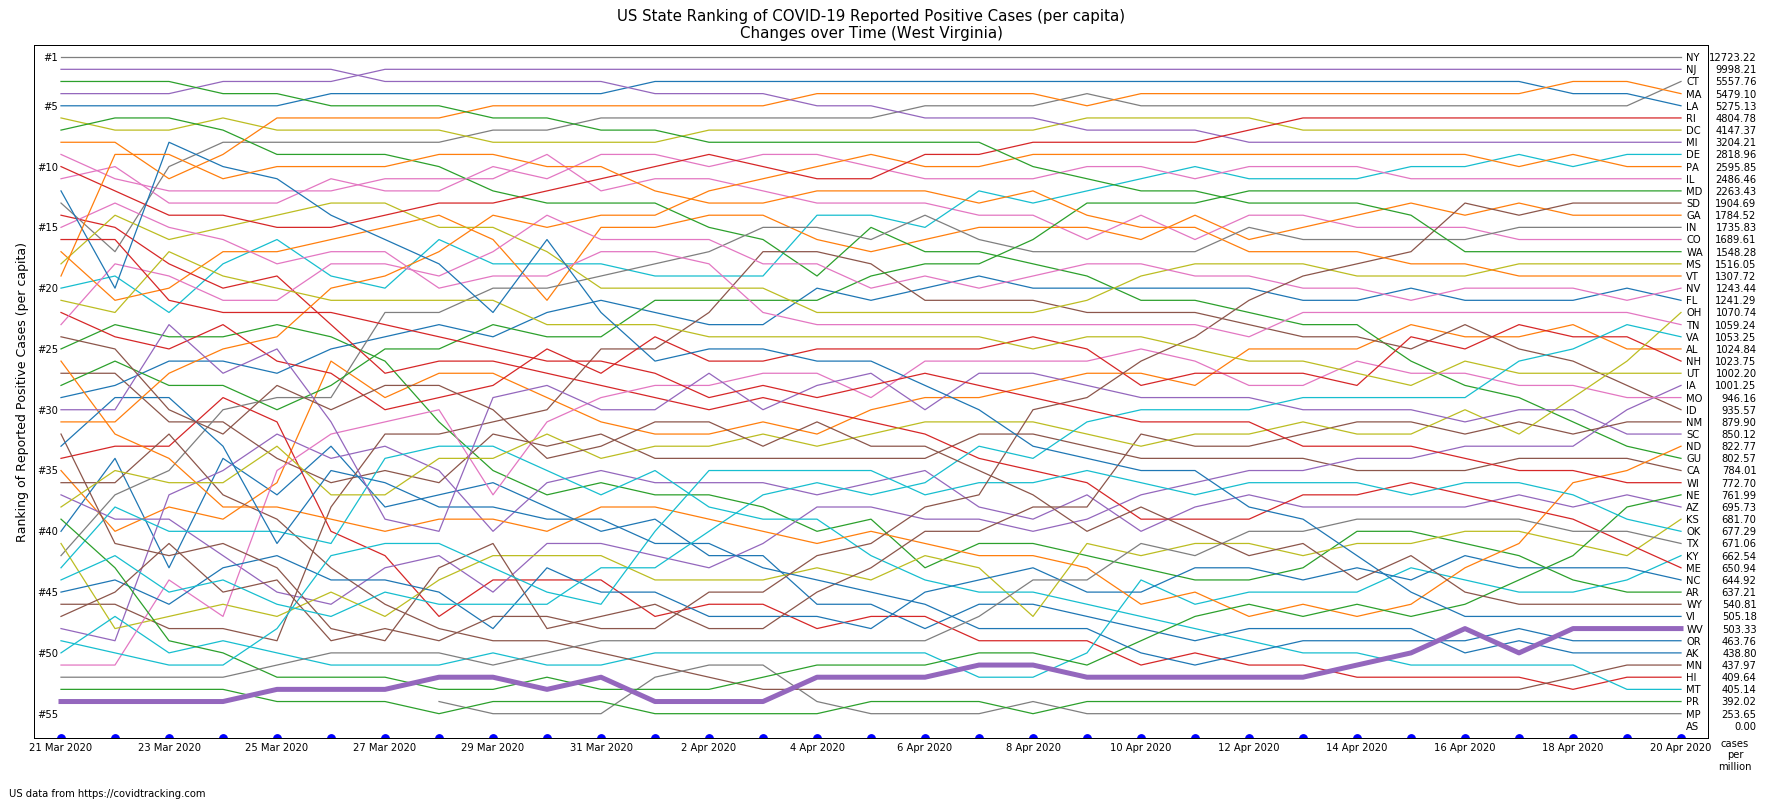 US State Ranking of COVID-19 Reported Positive Cases (per capita)
Changes over Time (West Virginia)
Ranking of Reported Positive Cases (per capita)
#1
#5
#10
#15
#20
#25
#30
#35
#40
#45
#50
#55
NY 12723.22
NJ 9998.21
CT 5557.76
MA 5479.10
LA 5275.13
RI 4804.78
DC 4147.37
MI 3204.21
DE 2818.96
PA 2595.85
IL 2486.46
MD 2263.43
SD 1904.69
GA 1784.52
IN 1735.83
CO 1689.61
WA 1548.28
MS 1516.05
VT 1307.72
NV 1243.44
FL 1241.29
OH 1070.74
TN 1059.24
VA 1053.25
AL 1024.84
NH 1023.75
UT 1002.20
IA 1001.25
MO 946.16
ID 935.57
NM 879.90
SC 850.12
ND 822.77
GU 802.57
CA 784.01
WI 772.70
NE 761.99
AZ 695.73
KS 681.70
OK 677.29
TX 671.06
KY 662.54
ME 650.94
NC 644.92
AR 637.21
WY 540.81
VI 505.18
WV 503.33
OR 463.76
AK 438.80
MN 437.97
HI 409.64
MT 405.14
PR 392.02
MP 253.65
AS 0.00
21 Mar 2020 23 Mar 2020 25 Mar 2020 27 Mar 2020 29 Mar 2020 31 Mar 2020 2 Apr 2020 4 Apr 2020 6 Apr 2020 8 Apr 2020 10 Apr 2020 12 Apr 2020 14 Apr 2020 16 Apr 2020 18 Apr 2020 20 Apr 2020
cases
per
million
US data from https://covidtracking.com